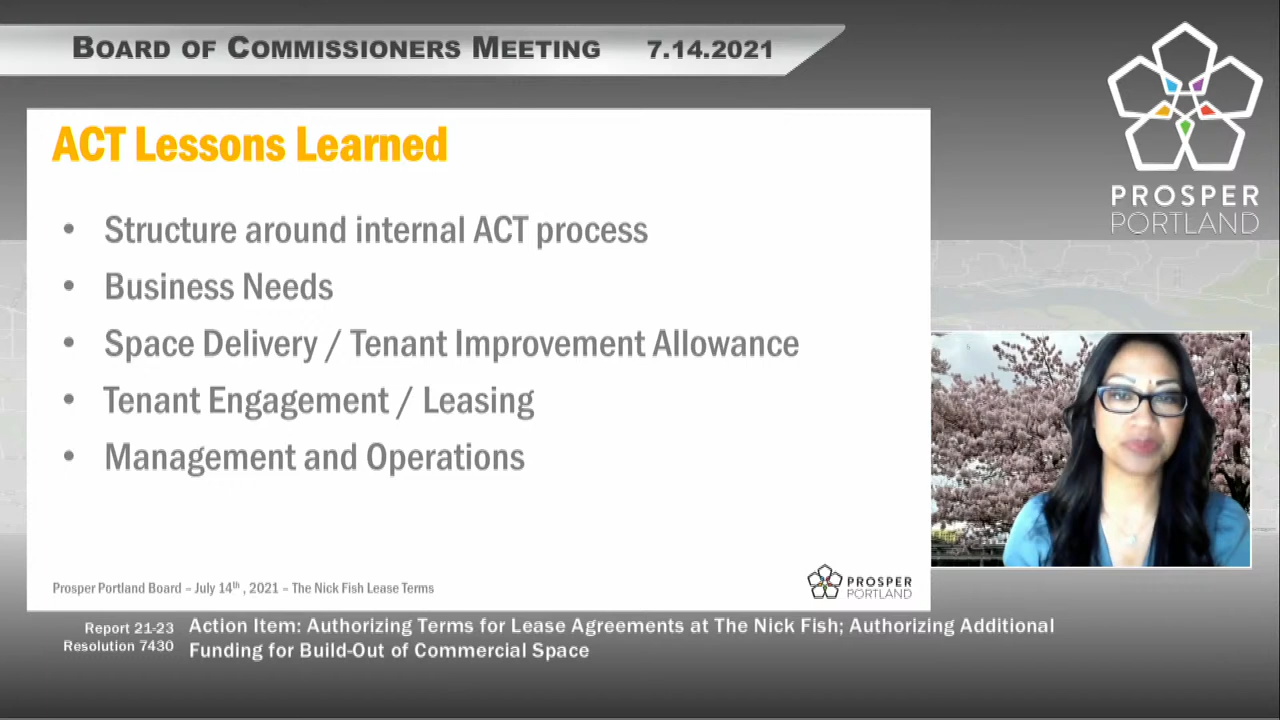 BOARD OF COMMISSIONERS MEETING 7.14.2021
PROSPER
PORTLAND
ACT Lessons Learned
• Structure around internal ACT process
• Business Needs
• Space Delivery / Tenant Improvement Allowance
• Tenant Engagement / Leasing
• Management and Operations
Prosper Portland Board – July 14th , 2021 – The Nick Fish Lease Terms
PROSPER
PORTLAND
Report 21-23
Resolution 7430
Action Item: Authorizing Terms for Lease Agreements at The Nick Fish; Authorizing Additional
Funding for Build-Out of Commercial Space